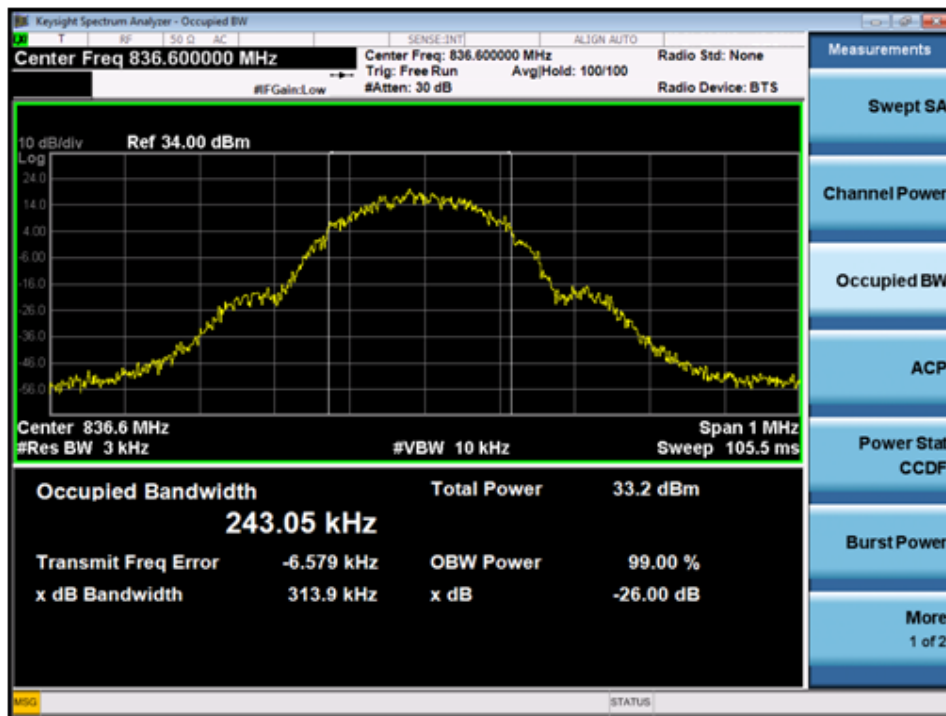 Keysight Spectrum Analyzer - Occupied BW
LXI T RF 50 Ω AC SENSE:INT ALIGN AUTO
Center Freq 836.600000 MHz
Center Freq: 836.600000 MHz
Radio Std: None
Trig: Free Run Avg|Hold: 100/100
#IFGain:Low
#Atten: 30 dB
Radio Device: BTS
10 dB/div Ref 34.00 dBm
Log
24.0
14.0
4.00
-6.00
-16.0
-26.0
-36.0
-46.0
-56.0
Center 836.6 MHz Span 1 MHz
#Res BW 3 kHz #VBW 10 kHz Sweep 105.5 ms
Occupied Bandwidth Total Power 33.2 dBm
243.05 kHz
Transmit Freq Error -6.579 kHz OBW Power 99.00 %
x dB Bandwidth 313.9 kHz x dB -26.00 dB
MSG STATUS
Measurements
Swept SA
Channel Power
Occupied BW
ACP
Power Stat
CCDF
Burst Power
More
1 of 2